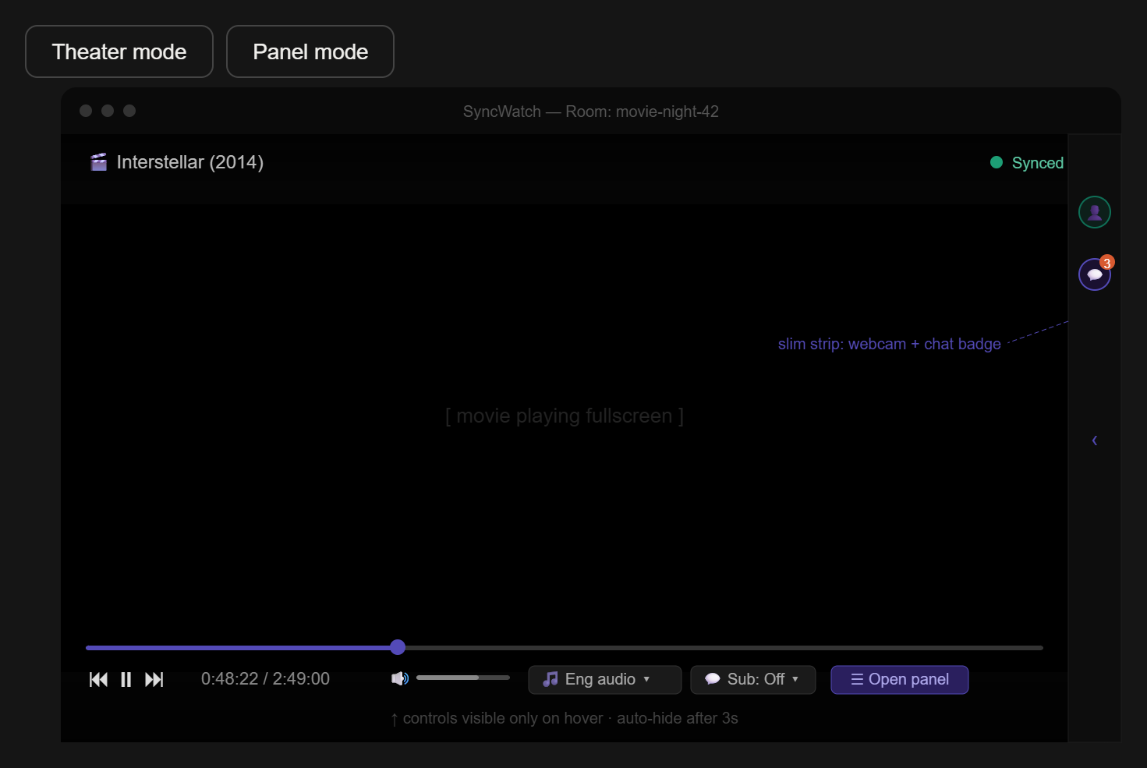 Theater mode
Panel mode
SyncWatch — Room: movie-night-42
Interstellar (2014)
Synced
3
slim strip: webcam + chat badge
[ movie playing fullscreen ]
0:48:22 / 2:49:00
Eng audio ▾
Sub: Off ▾
☰ Open panel
↑ controls visible only on hover · auto-hide after 3s